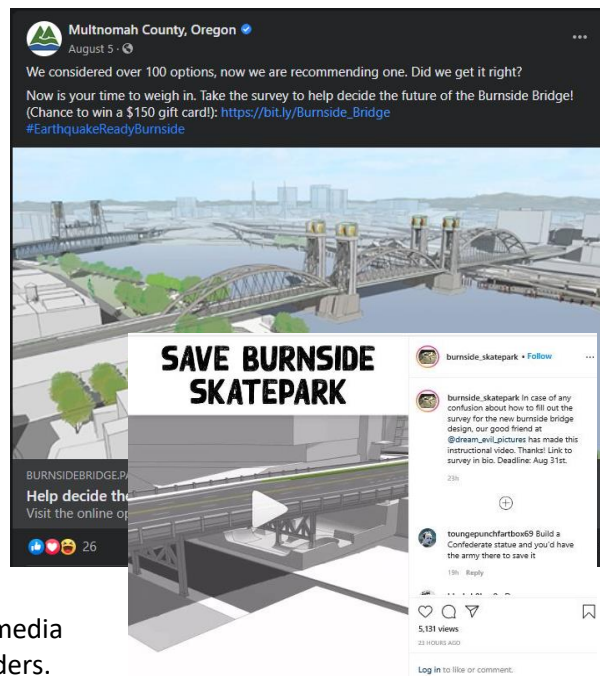 Multnomah County, Oregon
August 5 ·
We considered over 100 options, now we are recommending one. Did we get it right?
Now is your time to weigh in. Take the survey to help decide the future of the Burnside Bridge!
(Chance to win a $150 gift card!): https://bit.ly/Burnside_Bridge
#EarthquakeReadyBurnside
BURNSIDEBRIDGE.PA
Help decide the
Visit the online op
26
SAVE BURNSIDE
SKATEPARK
burnside_skatepark • Follow
burnside_skatepark In case of any
confusion about how to fill out the
survey for the new burnside bridge
design, our good friend at
@dream_evil_pictures has made this
instructional video. Thanks! Link to
survey in bio. Deadline: Aug 31st.
23h
toungepunchfartbox69 Build a
Confederate statue and you'd have
the army there to save it
19h Reply
5,131 views
23 HOURS AGO
Log in to like or comment.
media
ders.